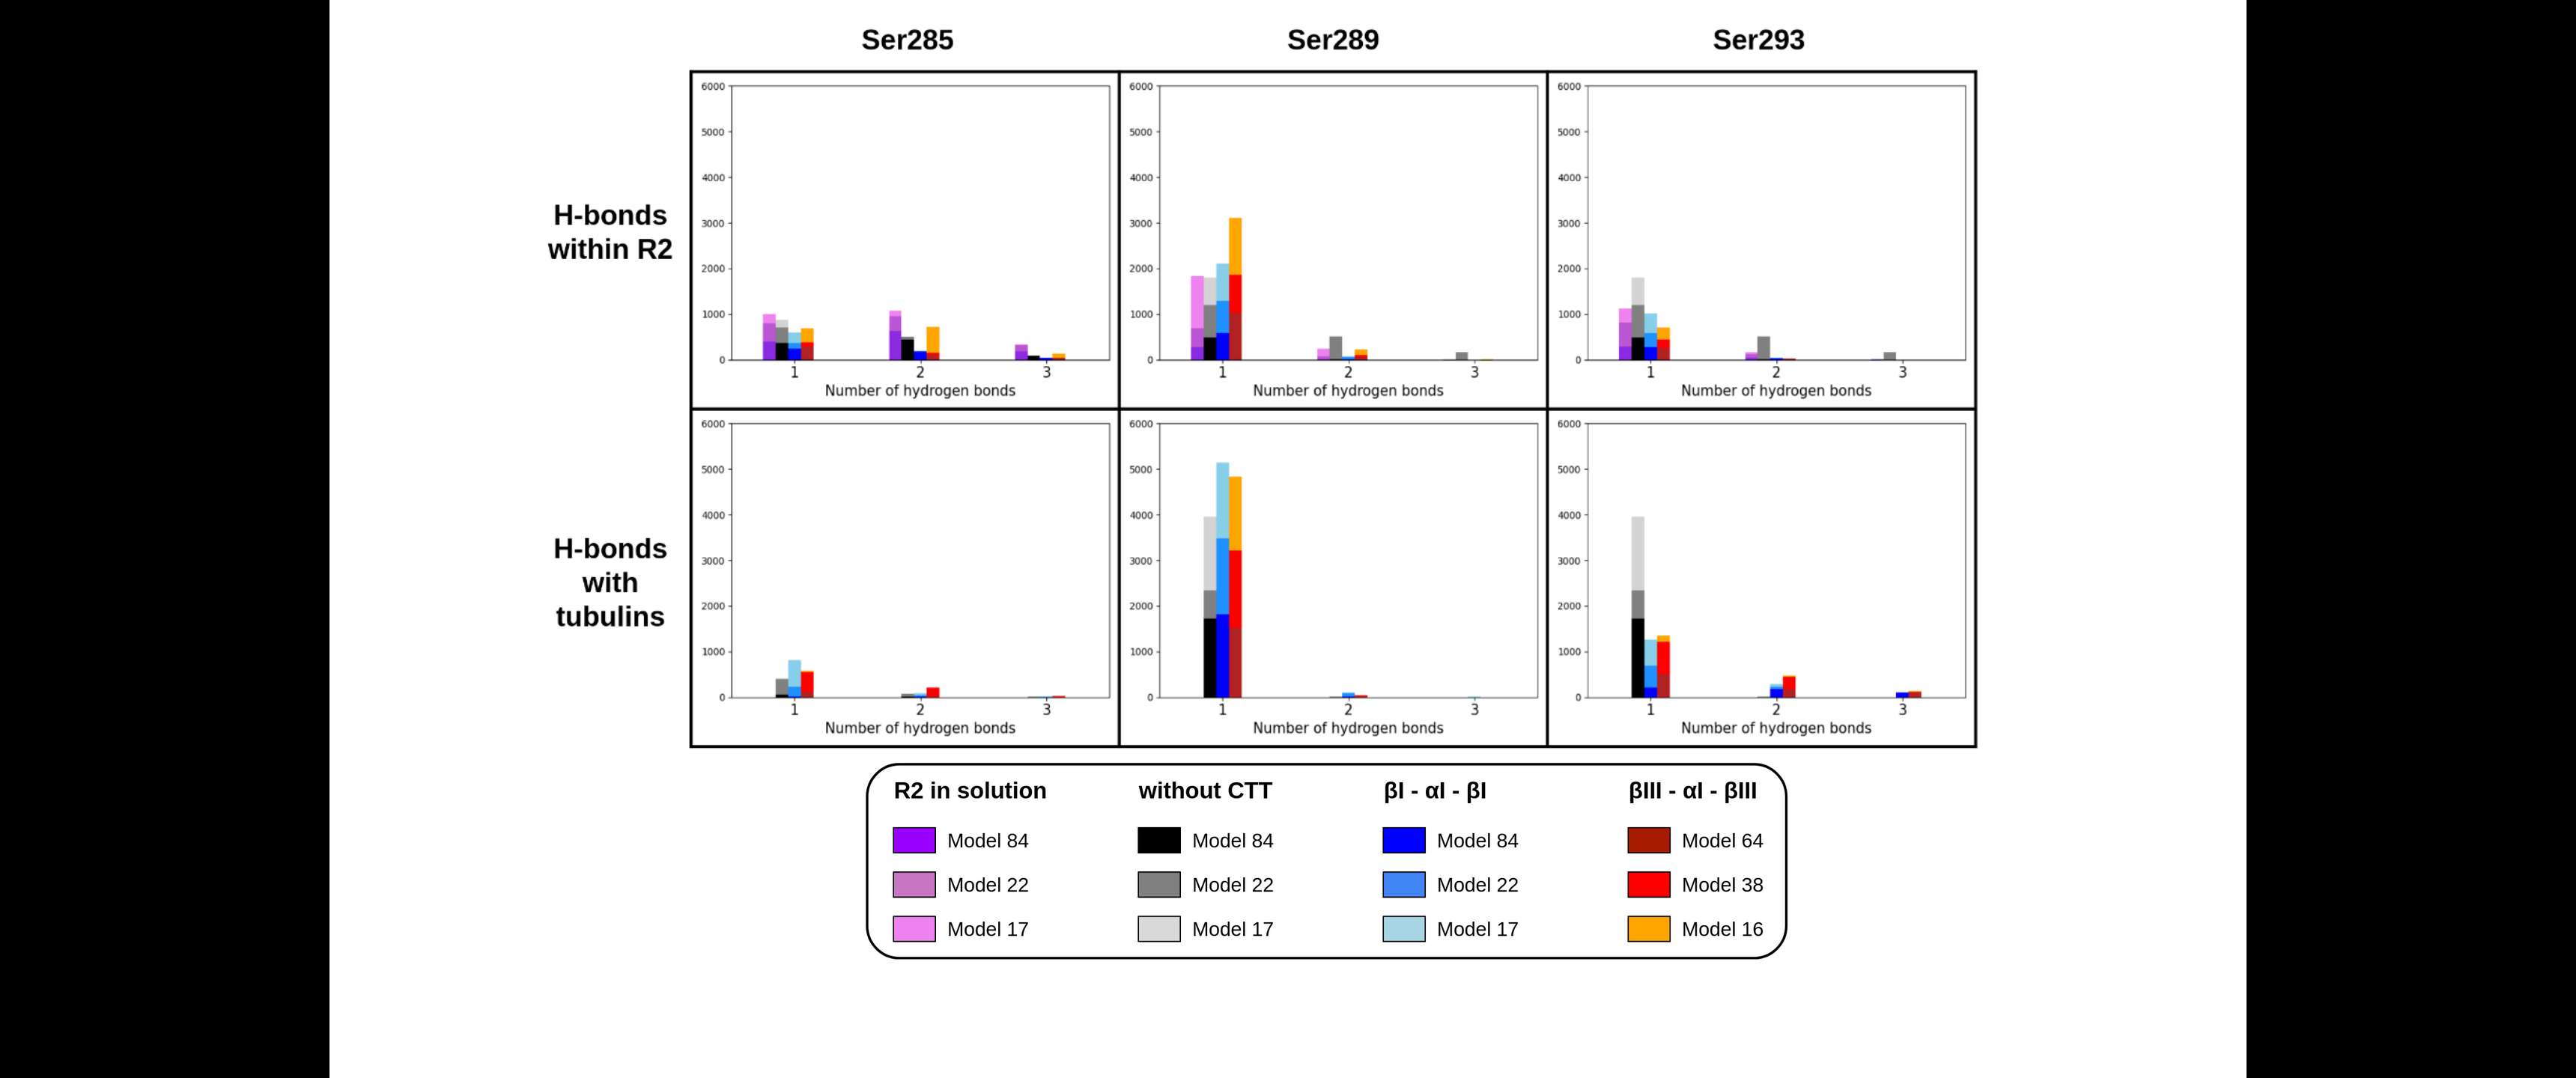 Ser285 Ser289 Ser293
H-bonds
within R2
6000 6000 6000
5000 5000 5000
4000 4000 4000
3000 3000 3000
2000 2000 2000
1000 1000 1000
0 0 0
1 2 3 1 2 3 1 2 3
Number of hydrogen bonds Number of hydrogen bonds Number of hydrogen bonds
H-bonds
with
tubulins
6000 6000 6000
5000 5000 5000
4000 4000 4000
3000 3000 3000
2000 2000 2000
1000 1000 1000
0 0 0
1 2 3 1 2 3 1 2 3
Number of hydrogen bonds Number of hydrogen bonds Number of hydrogen bonds
R2 in solution without CTT βI - αI - βI βIII - αI - βIII
Model 84 Model 84 Model 84 Model 64
Model 22 Model 22 Model 22 Model 38
Model 17 Model 17 Model 17 Model 16